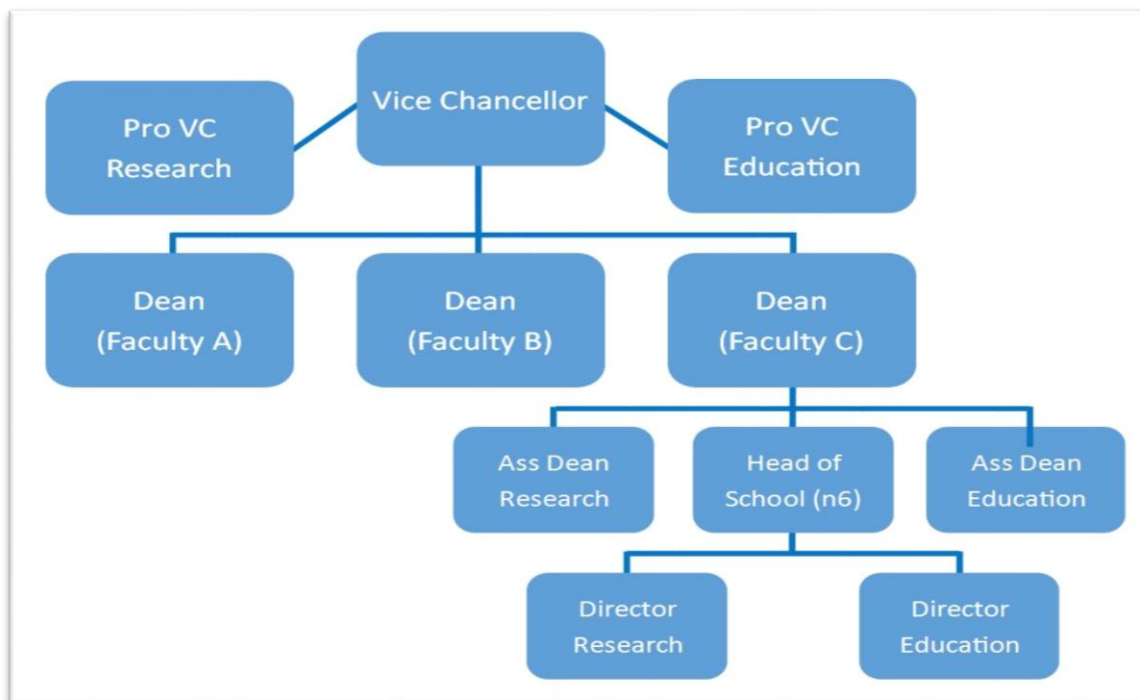 Vice Chancellor
Pro VC
Research
Pro VC
Education
Dean
(Faculty A)
Dean
(Faculty B)
Dean
(Faculty C)
Ass Dean
Research
Head of
School (n6)
Ass Dean
Education
Director
Research
Director
Education